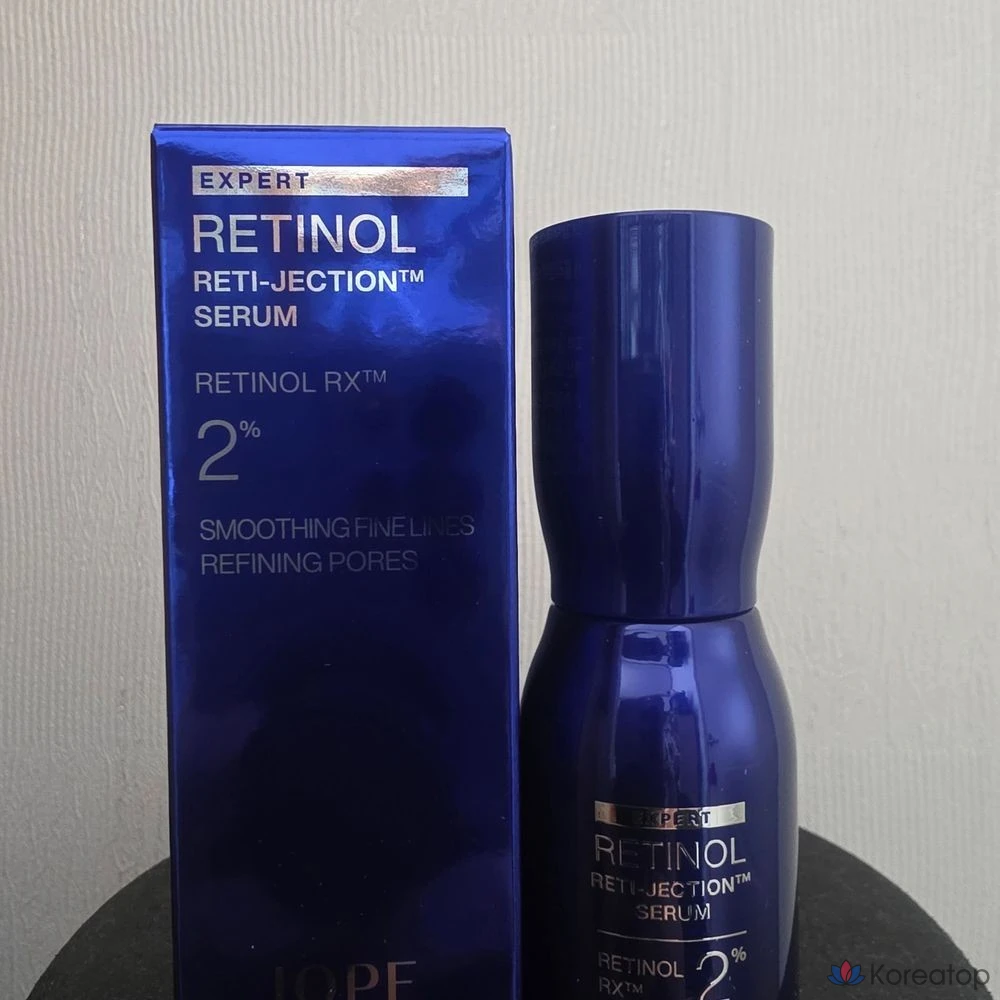 EXPERT
RETINOL
RETI-JECTION™
SERUM
RETINOL RX™
2%
SMOOTHING FINE LINES
REFINING PORES
IOPE
EXPERT
RETINOL
RETI-JECTION™
SERUM
RETINOL
RX™
2%
Koreatop